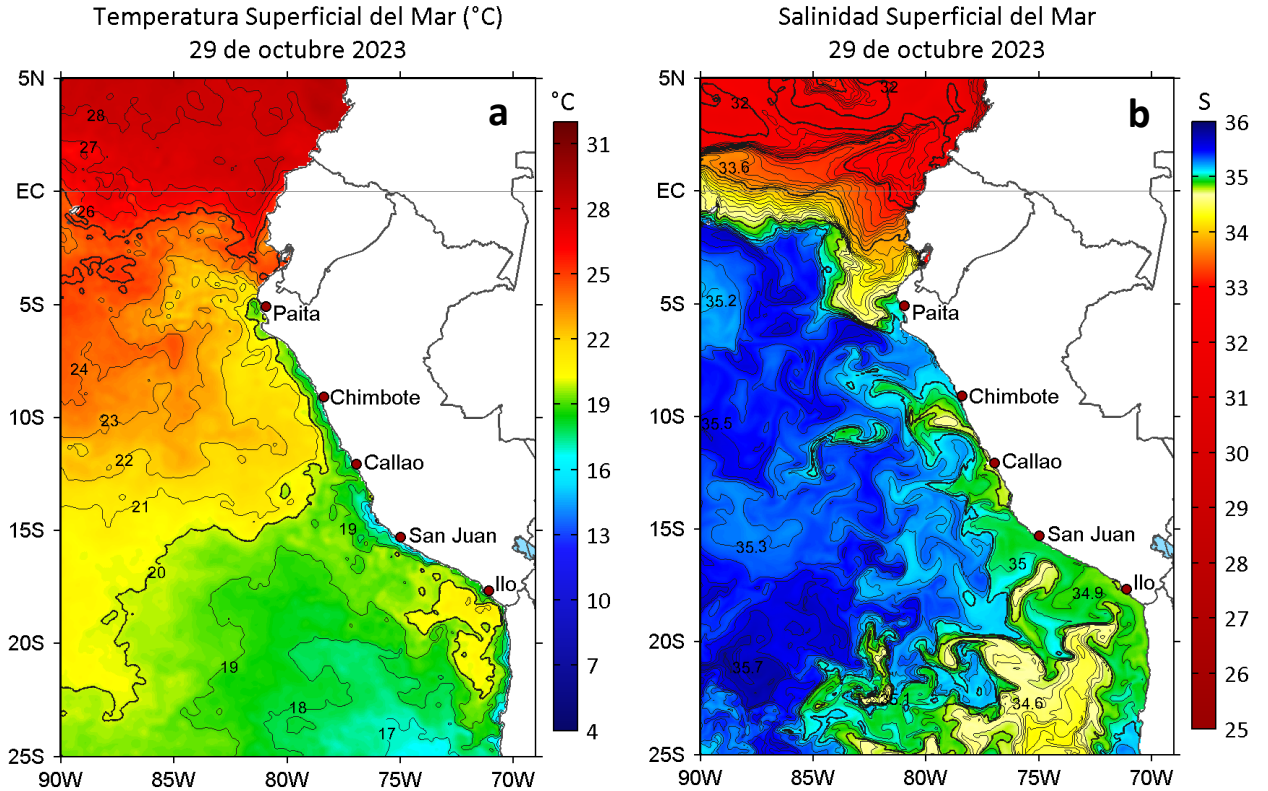 Temperatura Superficial del Mar (°C)
29 de octubre 2023
5N
EC
5S
10S
15S
20S
25S
90W
85W
80W
75W
70W
a
28
27
26
24
23
22
21
20
19
19
18
17
Paita
Chimbote
Callao
San Juan
Ilo
°C
31
28
25
22
19
16
13
10
7
4
Salinidad Superficial del Mar
29 de octubre 2023
5N
EC
5S
10S
15S
20S
25S
90W
85W
80W
75W
70W
b
32
32
33.6
35.2
35.5
35.3
35
34.9
35.7
34.6
Paita
Chimbote
Callao
San Juan
Ilo
S
36
35
34
33
32
31
30
29
28
27
26
25